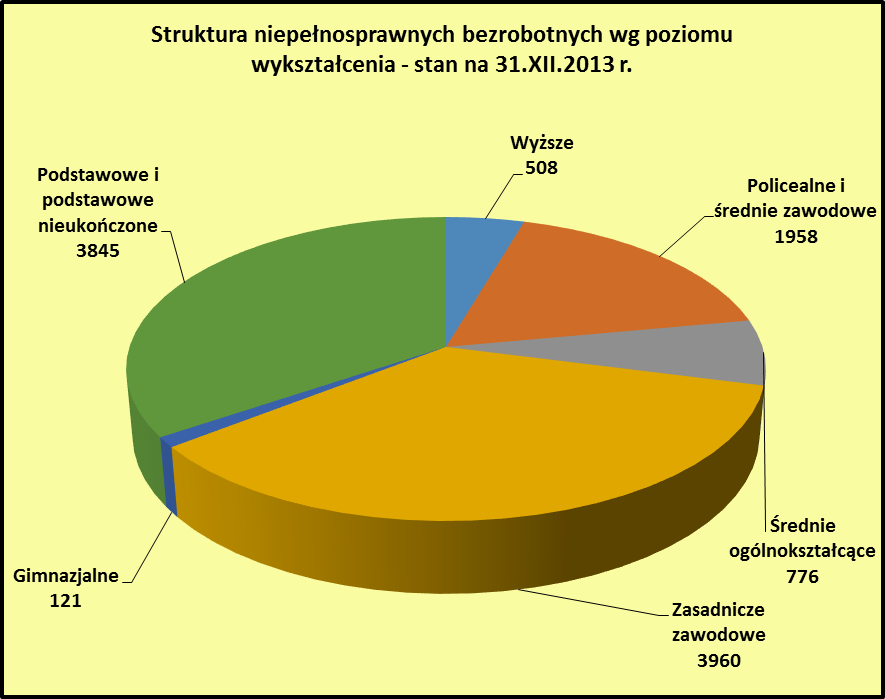 Struktura niepełnosprawnych bezrobotnych wg poziomu
wykształcenia - stan na 31.XII.2013 r.
Wyższe
508
Policealne i
średnie zawodowe
1958
Średnie
ogólnokształcące
776
Zasadnicze
zawodowe
3960
Gimnazjalne
121
Podstawowe i
podstawowe
nieukończone
3845